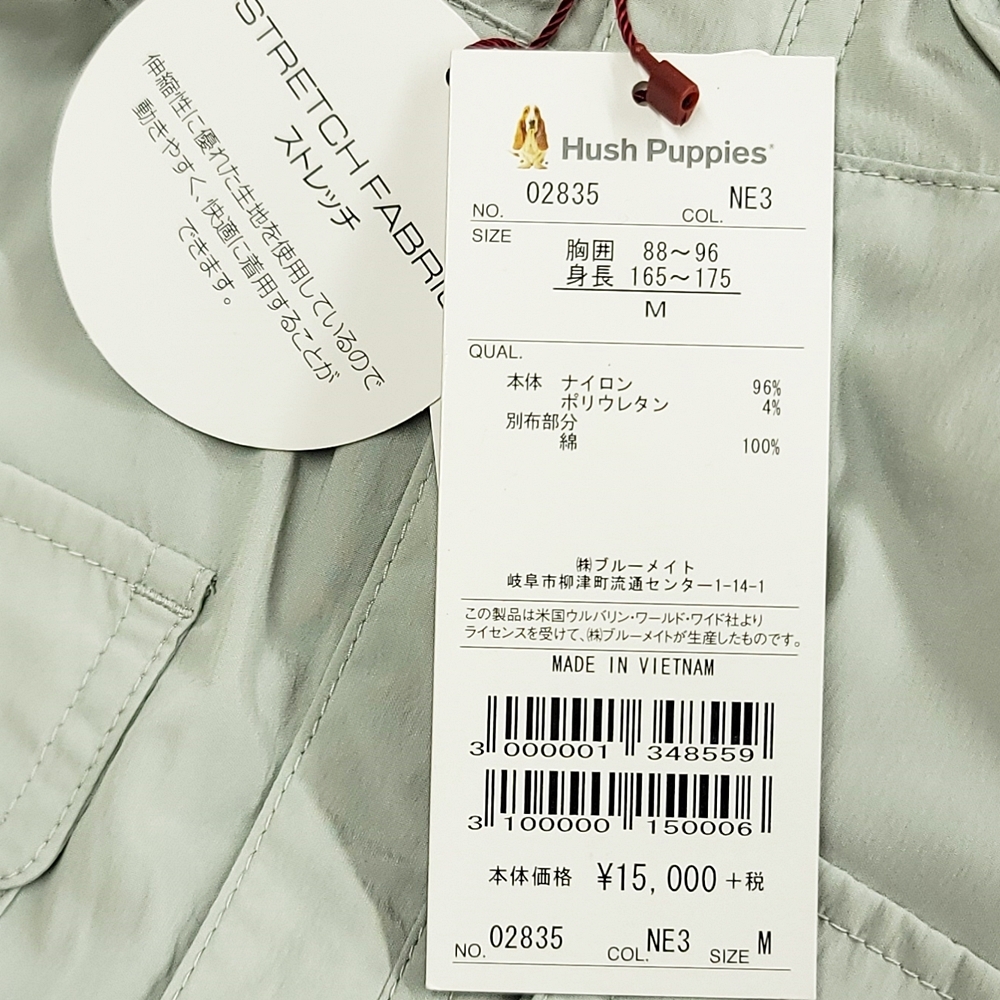 STRETCH FABRIC
ストレッチ
伸縮性に優れた生地を使用しているので
動きやすく、快適に着用することが
できます。
Hush Puppies
NO. 02835 COL. NE3
SIZE
胸囲 88～96
身長 165～175
M
QUAL.
本体 ナイロン 96%
ポリウレタン 4%
別布部分
綿 100%
㈱ブルーメイト
岐阜市柳津町流通センター1-14-1
この製品は米国ウルバリン・ワールド・ワイド社より
ライセンスを受けて、㈱ブルーメイトが生産したものです。
MADE IN VIETNAM
3 000001 348559
3 100000 150006
本体価格 ¥15,000+税
NO. 02835 COL. NE3 SIZE M